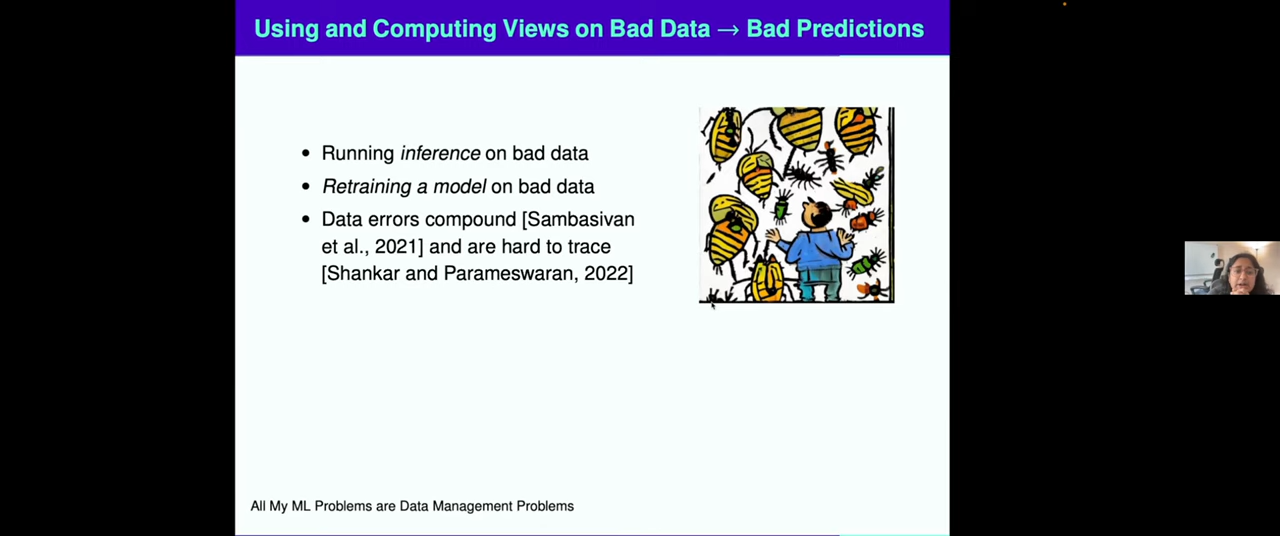 Using and Computing Views on Bad Data → Bad Predictions
• Running inference on bad data
• Retraining a model on bad data
• Data errors compound [Sambasivan
et al., 2021] and are hard to trace
[Shankar and Parameswaran, 2022]
All My ML Problems are Data Management Problems